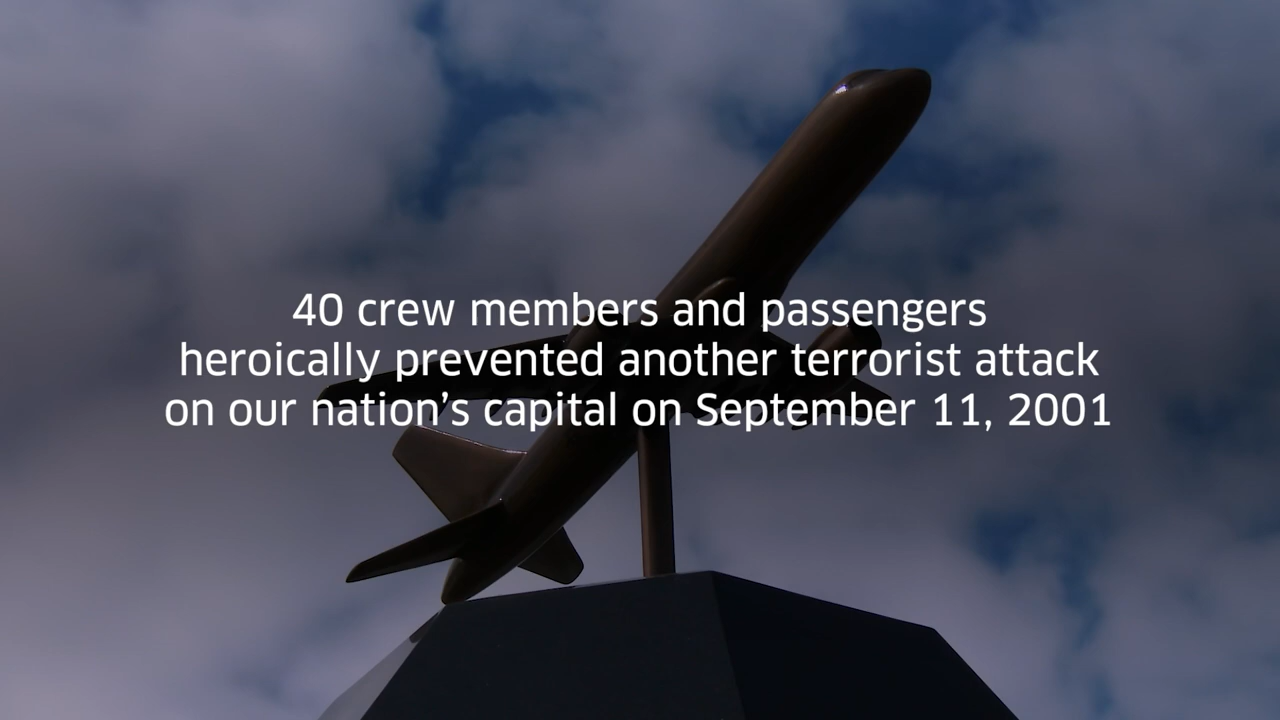 40 crew members and passengers
heroically prevented another terrorist attack
on our nation’s capital on September 11, 2001